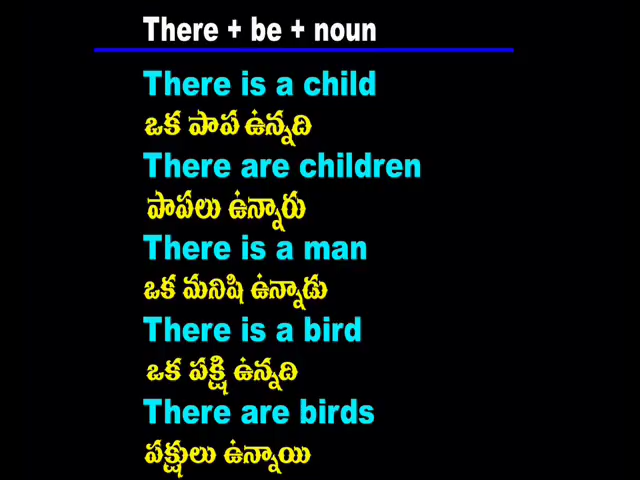 There + be + noun
There is a child
ఒక పాప ఉన్నది
There are children
పాపలు ఉన్నారు
There is a man
ఒక మనిషి ఉన్నాడు
There is a bird
ఒక పక్షి ఉన్నది
There are birds
పక్షులు ఉన్నాయి